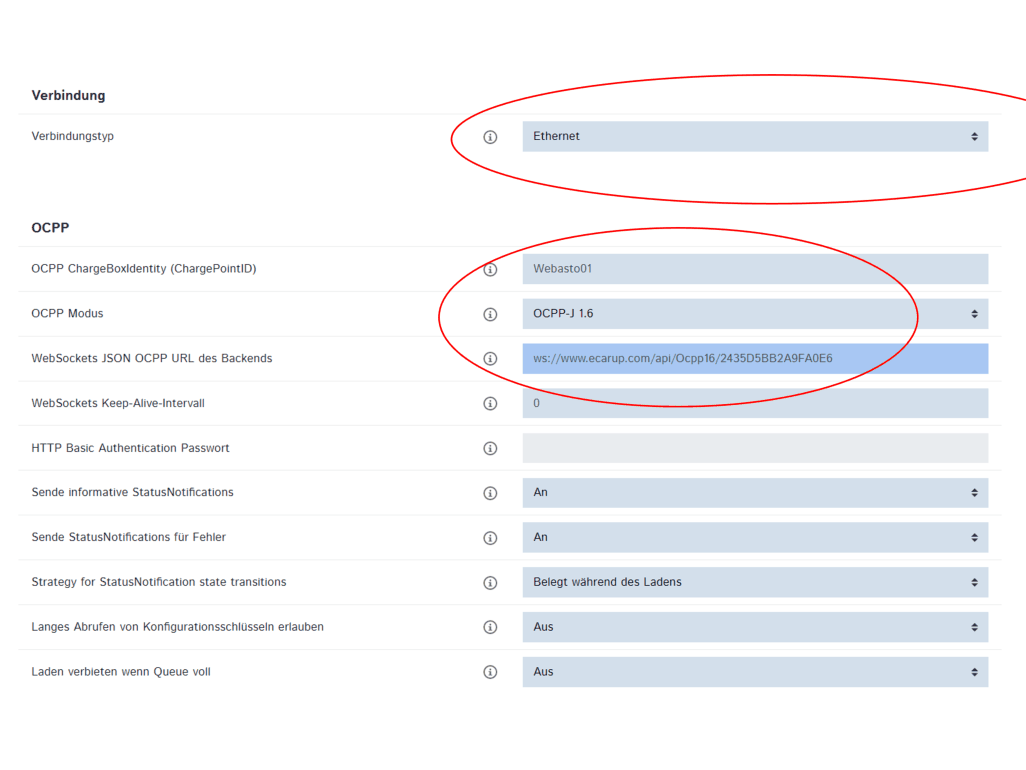 Verbindung
Verbindungstyp Ethernet
OCPP
OCPP ChargeBoxIdentity (ChargePointID) Webasto01
OCPP Modus OCPP-J 1.6
WebSockets JSON OCPP URL des Backends ws://www.ecarup.com/api/Ocpp16/2435D5BB2A9FA0E6
WebSockets Keep-Alive-Intervall 0
HTTP Basic Authentication Passwort
Sende informative StatusNotifications An
Sende StatusNotifications für Fehler An
Strategy for StatusNotification state transitions Belegt während des Ladens
Langes Abrufen von Konfigurationsschlüsseln erlauben Aus
Laden verbieten wenn Queue voll Aus